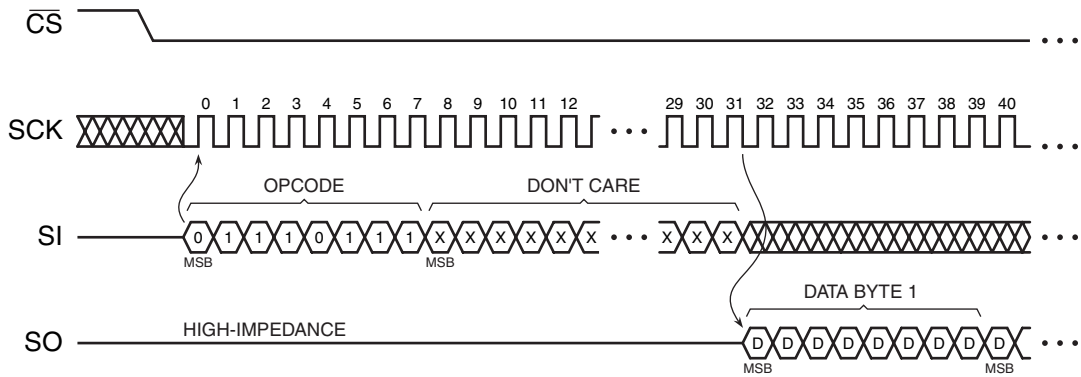 C̅S̅
0 1 2 3 4 5 6 7 8 9 10 11 12 29 30 31 32 33 34 35 36 37 38 39 40
SCK
OPCODE DON'T CARE
SI 0 1 1 1 0 1 1 1 X X X X X X X X X
MSB MSB
DATA BYTE 1
HIGH-IMPEDANCE
SO D D D D D D D D D
MSB MSB